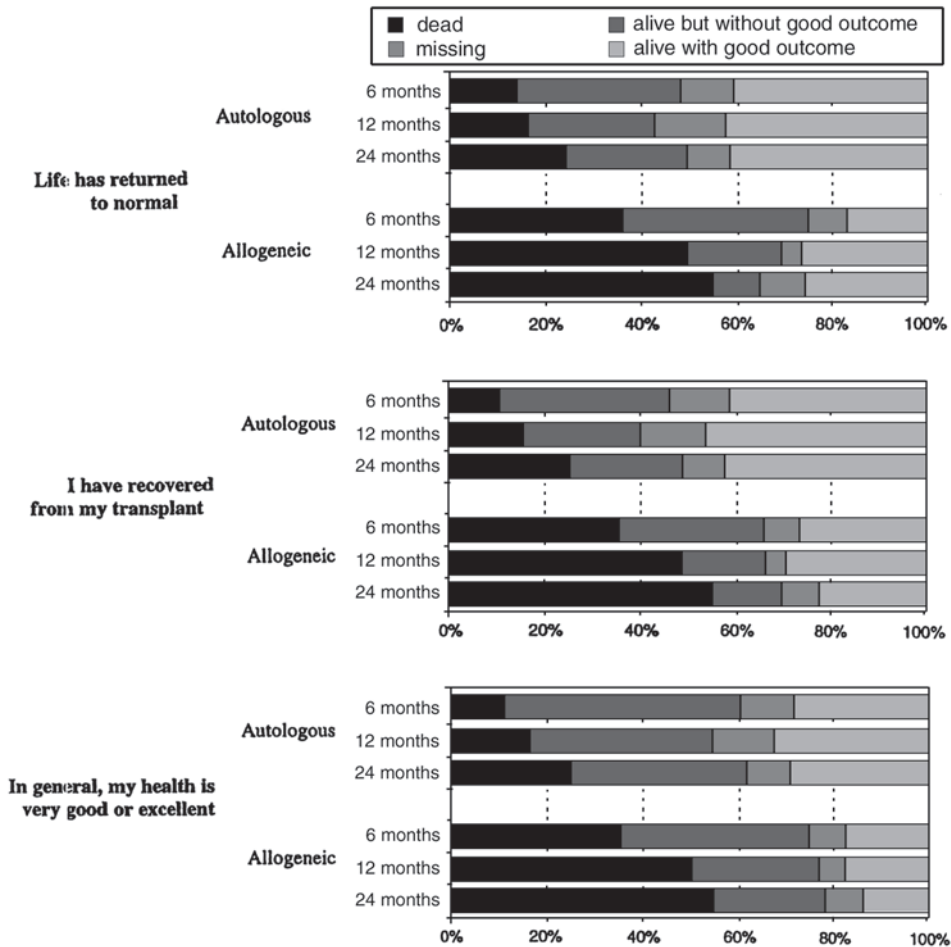 dead
alive but without good outcome
missing
alive with good outcome
Life has returned
to normal
Autologous
6 months
12 months
24 months
Allogeneic
6 months
12 months
24 months
0% 20% 40% 60% 80% 100%
I have recovered
from my transplant
Autologous
6 months
12 months
24 months
Allogeneic
6 months
12 months
24 months
0% 20% 40% 60% 80% 100%
In general, my health is
very good or excellent
Autologous
6 months
12 months
24 months
Allogeneic
6 months
12 months
24 months
0% 20% 40% 60% 80% 100%